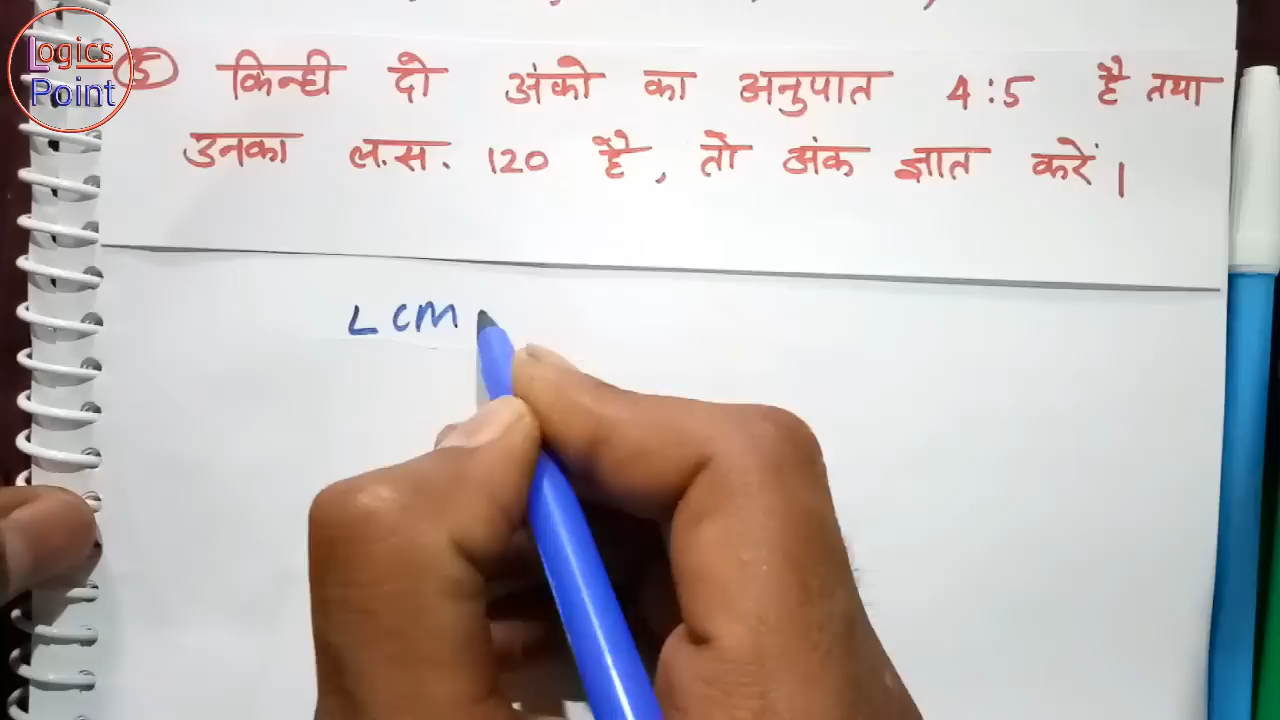 Logics
Point
5 किन्ही दो अंको का अनुपात 4:5 है तथा
उनका ल.स. 120 है, तो अंक ज्ञात करें।
LCM